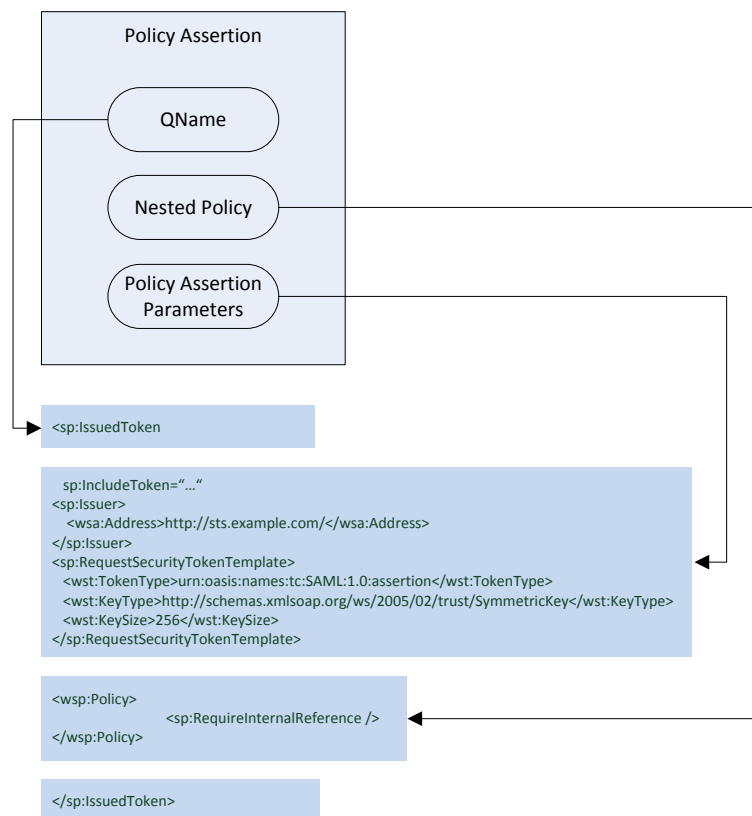 Policy Assertion
QName
Nested Policy
Policy Assertion
Parameters
<sp:IssuedToken
sp:IncludeToken=“…“
<sp:Issuer>
<wsa:Address>http://sts.example.com/</wsa:Address>
</sp:Issuer>
<sp:RequestSecurityTokenTemplate>
<wst:TokenType>urn:oasis:names:tc:SAML:1.0:assertion</wst:TokenType>
<wst:KeyType>http://schemas.xmlsoap.org/ws/2005/02/trust/SymmetricKey</wst:KeyType>
<wst:KeySize>256</wst:KeySize>
</sp:RequestSecurityTokenTemplate>
<wsp:Policy>
<sp:RequireInternalReference />
</wsp:Policy>
</sp:IssuedToken>